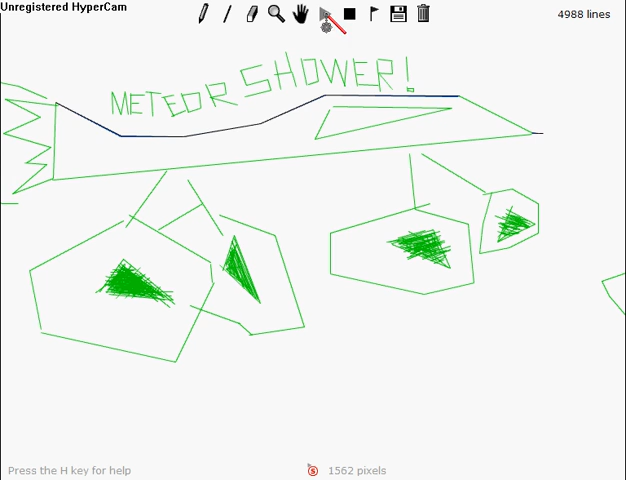 Unregistered HyperCam
4988 lines
METEOR SHOWER!
Press the H key for help
1562 pixels